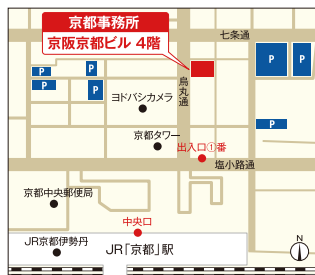 京都事務所
京阪京都ビル 4階
七条通
P
P
P
P
P
P
烏丸通
ヨドバシカメラ
京都タワー
P
出入口①番
塩小路通
京都中央郵便局
中央口
JR京都伊勢丹
JR「京都」駅
N